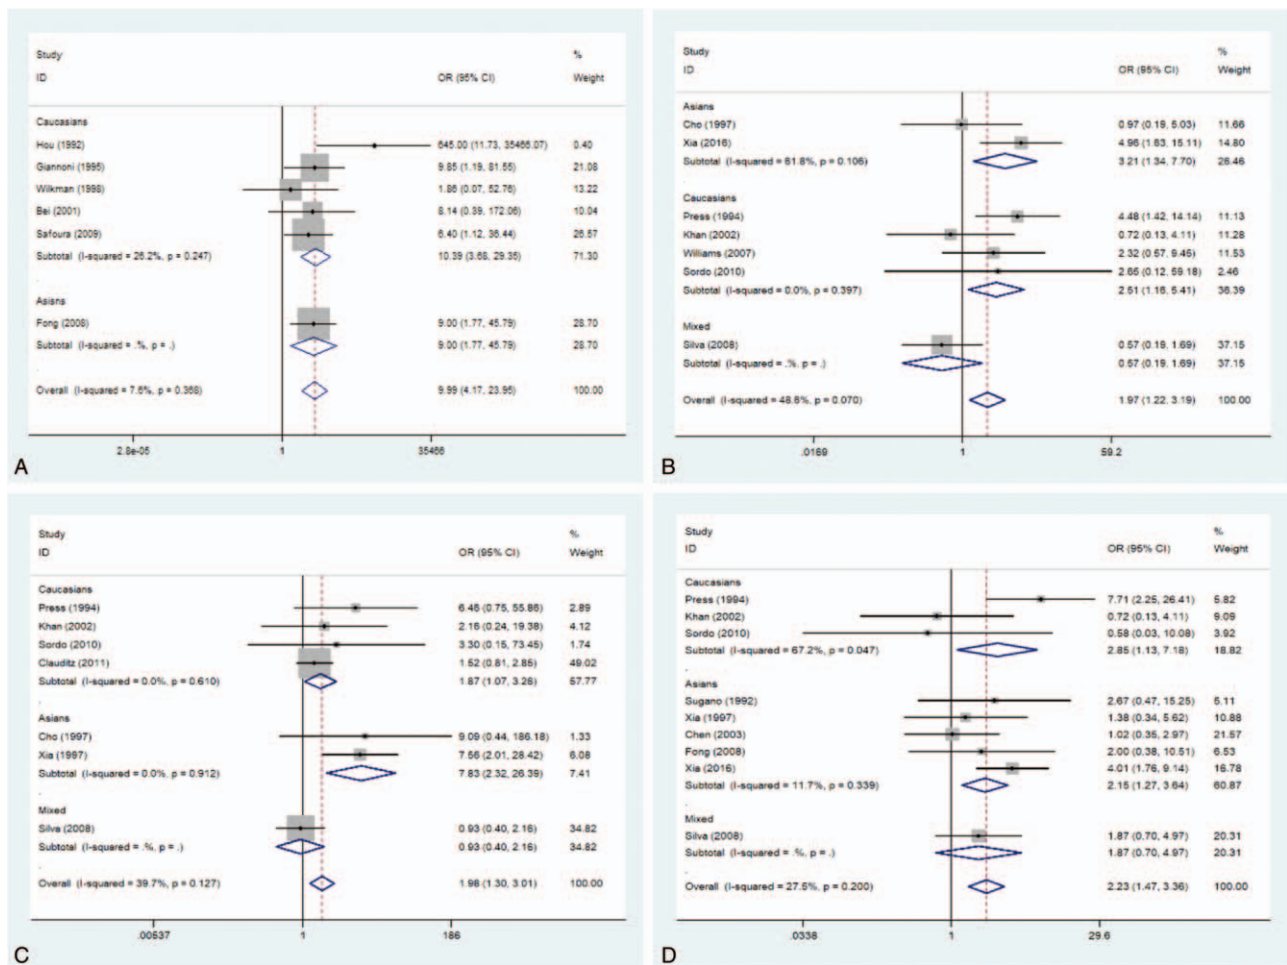 Study %
ID OR (95% CI) Weight
Caucasians
Hou (1992) 645.00 (11.73, 35466.07) 0.40
Giannoni (1995) 9.85 (1.19, 81.55) 21.08
Wilkman (1998) 1.86 (0.07, 52.76) 13.22
Bei (2001) 8.14 (0.39, 172.06) 10.04
Safoura (2009) 6.40 (1.12, 36.44) 26.57
Subtotal (I-squared = 26.2%, p = 0.247) 10.39 (3.68, 29.35) 71.30
.
Asians
Fong (2008) 9.00 (1.77, 45.79) 28.70
Subtotal (I-squared = .%, p = .) 9.00 (1.77, 45.79) 28.70
.
Overall (I-squared = 7.6%, p = 0.368) 9.99 (4.17, 23.95) 100.00
2.8e-05 1 35466
A
Study %
ID OR (95% CI) Weight
Asians
Cho (1997) 0.97 (0.19, 5.03) 11.66
Xia (2016) 4.96 (1.63, 15.11) 14.80
Subtotal (I-squared = 61.8%, p = 0.106) 3.21 (1.34, 7.70) 26.46
.
Caucasians
Press (1994) 4.48 (1.42, 14.14) 11.13
Khan (2002) 0.72 (0.13, 4.11) 11.28
Williams (2007) 2.32 (0.57, 9.45) 11.53
Sordo (2010) 2.65 (0.12, 59.18) 2.46
Subtotal (I-squared = 0.0%, p = 0.397) 2.51 (1.16, 5.41) 36.39
.
Mixed
Silva (2008) 0.57 (0.19, 1.69) 37.15
Subtotal (I-squared = .%, p = .) 0.57 (0.19, 1.69) 37.15
.
Overall (I-squared = 48.6%, p = 0.070) 1.97 (1.22, 3.19) 100.00
.0169 1 59.2
B
Study %
ID OR (95% CI) Weight
Caucasians
Press (1994) 6.46 (0.75, 55.86) 2.89
Khan (2002) 2.16 (0.24, 19.38) 4.12
Sordo (2010) 3.30 (0.15, 73.45) 1.74
Clauditz (2011) 1.52 (0.81, 2.85) 49.02
Subtotal (I-squared = 0.0%, p = 0.610) 1.87 (1.07, 3.26) 57.77
.
Asians
Cho (1997) 9.09 (0.44, 186.18) 1.33
Xia (1997) 7.56 (2.01, 28.42) 6.08
Subtotal (I-squared = 0.0%, p = 0.912) 7.83 (2.32, 26.39) 7.41
.
Mixed
Silva (2008) 0.93 (0.40, 2.16) 34.82
Subtotal (I-squared = .%, p = .) 0.93 (0.40, 2.16) 34.82
.
Overall (I-squared = 39.7%, p = 0.127) 1.98 (1.30, 3.01) 100.00
.00537 1 186
C
Study %
ID OR (95% CI) Weight
Caucasians
Press (1994) 7.71 (2.25, 26.41) 5.82
Khan (2002) 0.72 (0.13, 4.11) 9.09
Sordo (2010) 0.58 (0.03, 10.08) 3.92
Subtotal (I-squared = 67.2%, p = 0.047) 2.85 (1.13, 7.18) 18.82
.
Asians
Sugano (1992) 2.67 (0.47, 15.25) 5.11
Xia (1997) 1.38 (0.34, 5.62) 10.88
Chen (2003) 1.02 (0.35, 2.97) 21.57
Fong (2008) 2.00 (0.38, 10.51) 6.53
Xia (2016) 4.01 (1.76, 9.14) 16.78
Subtotal (I-squared = 11.7%, p = 0.339) 2.15 (1.27, 3.64) 60.87
.
Mixed
Silva (2008) 1.87 (0.70, 4.97) 20.31
Subtotal (I-squared = .%, p = .) 1.87 (0.70, 4.97) 20.31
.
Overall (I-squared = 27.5%, p = 0.200) 2.23 (1.47, 3.36) 100.00
.0338 1 29.6
D